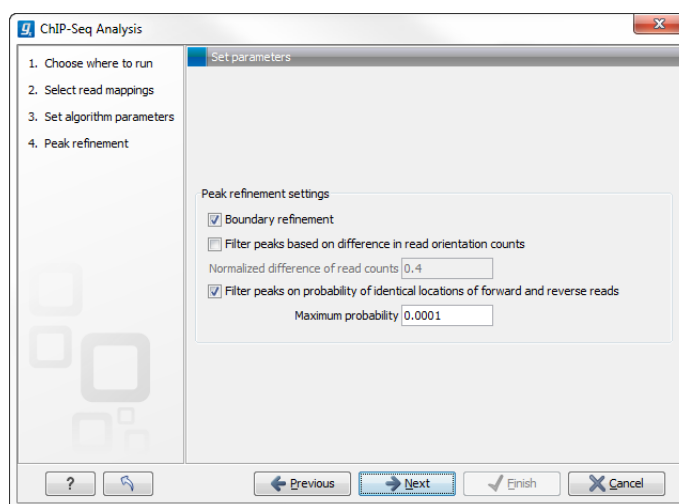 ChIP-Seq Analysis
1. Choose where to run
2. Select read mappings
3. Set algorithm parameters
4. Peak refinement
Set parameters
Peak refinement settings
Boundary refinement
Filter peaks based on difference in read orientation counts
Normalized difference of read counts 0.4
Filter peaks on probability of identical locations of forward and reverse reads
Maximum probability 0.0001
? Previous Next Finish Cancel